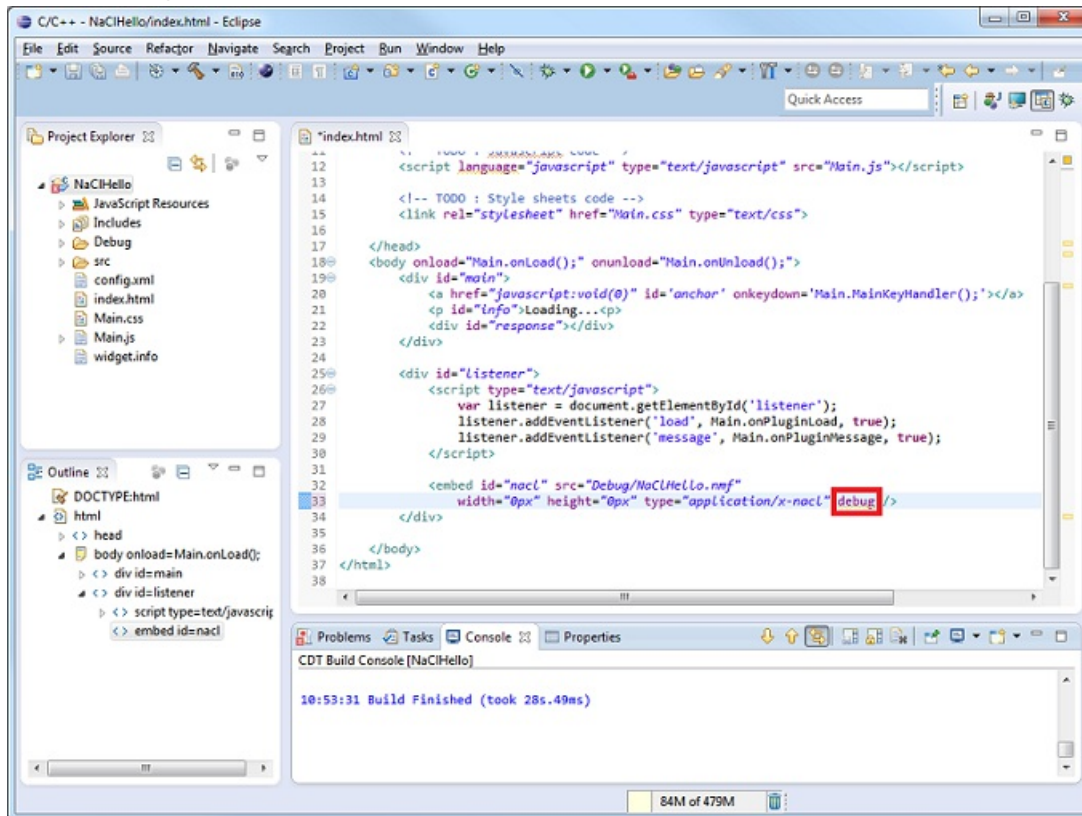 C/C++ - NaClHello/index.html - Eclipse
File Edit Source Refactor Navigate Search Project Run Window Help
Quick Access
Project Explorer
NaClHello
JavaScript Resources
Includes
Debug
src
config.xml
index.html
Main.css
Main.js
widget.info
Outline
DOCTYPE:html
html
head
body onload=Main.onLoad();
div id=main
div id=listener
script type=text/javascrip
embed id=nacl
*index.html
11 <!-- TODO : Javascript code -->
12 <script language="javascript" type="text/javascript" src="Main.js"></script>
13
14 <!-- TODO : Style sheets code -->
15 <link rel="stylesheet" href="Main.css" type="text/css">
16
17 </head>
18 <body onload="Main.onLoad();" onunload="Main.onUnload();">
19 <div id="main">
20 <a href="javascript:void(0)" id='anchor' onkeydown='Main.MainKeyHandler();'></a>
21 <p id="info">Loading...<p>
22 <div id="response"></div>
23 </div>
24
25 <div id="listener">
26 <script type="text/javascript">
27 var listener = document.getElementById('listener');
28 listener.addEventListener('load', Main.onPluginLoad, true);
29 listener.addEventListener('message', Main.onPluginMessage, true);
30 </script>
31
32 <embed id="nacl" src="Debug/NaClHello.nmf"
33 width="0px" height="0px" type="application/x-nacl" debug />
34 </div>
35
36 </body>
37 </html>
38
Problems Tasks Console Properties
CDT Build Console [NaClHello]
10:53:31 Build Finished (took 28s.49ms)
84M of 479M